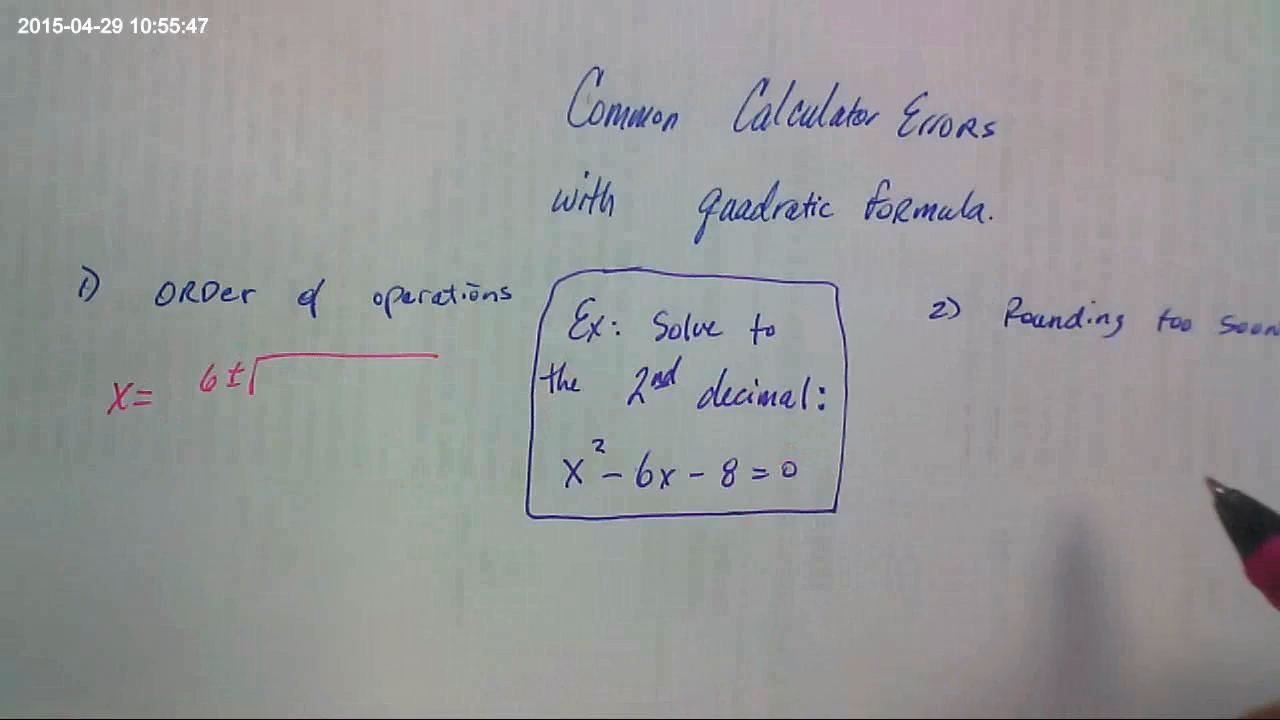 2015-04-29 10:55:47
Common Calculator Errors
with quadratic formula.
1) Order of operations
x= 6±√
Ex: Solve to
the 2nd decimal:
x² - 6x - 8 = 0
2) Rounding too soon